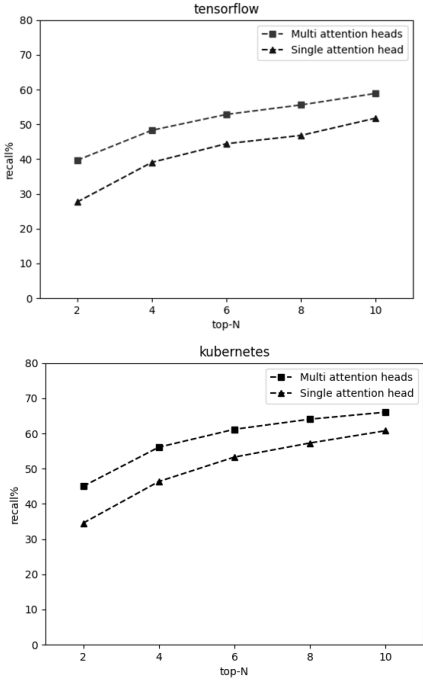 tensorflow
80
70
60
50
40
30
20
10
0
recall%
Multi attention heads
Single attention head
2 4 6 8 10
top-N
kubernetes
80
70
60
50
40
30
20
10
0
recall%
Multi attention heads
Single attention head
2 4 6 8 10
top-N